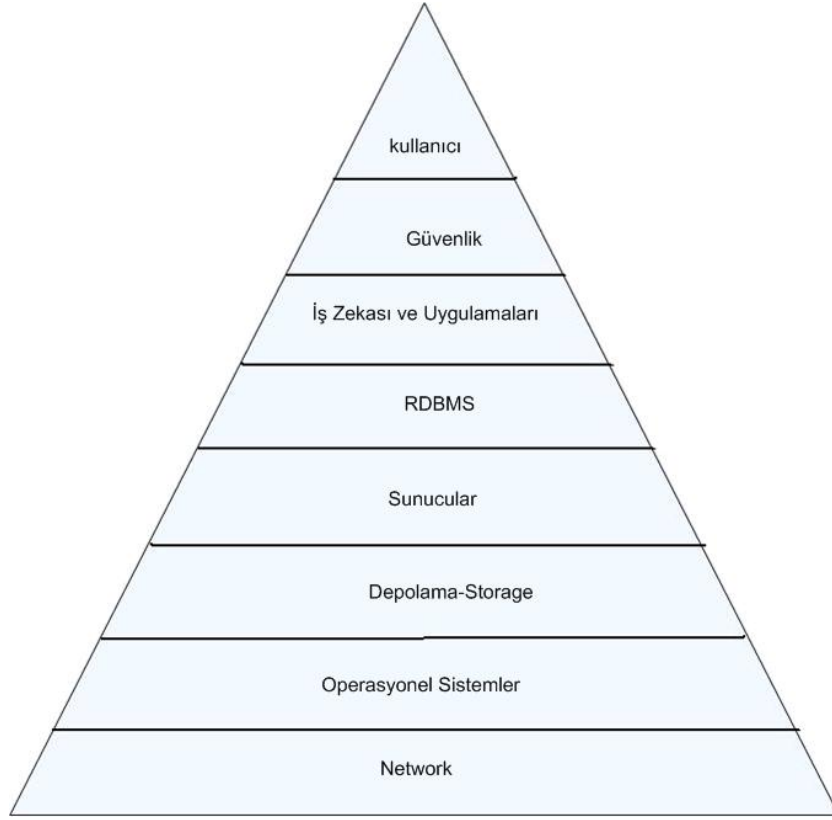 kullanıcı
Güvenlik
İş Zekası ve Uygulamaları
RDBMS
Sunucular
Depolama-Storage
Operasyonel Sistemler
Network